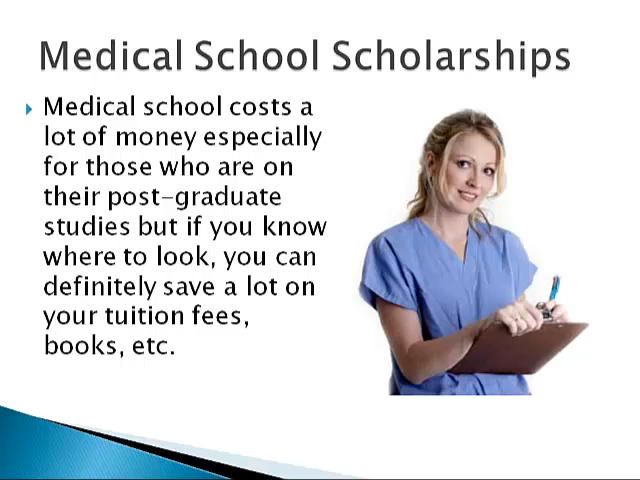 Medical School Scholarships
Medical school costs a
lot of money especially
for those who are on
their post-graduate
studies but if you know
where to look, you can
definitely save a lot on
your tuition fees,
books, etc.